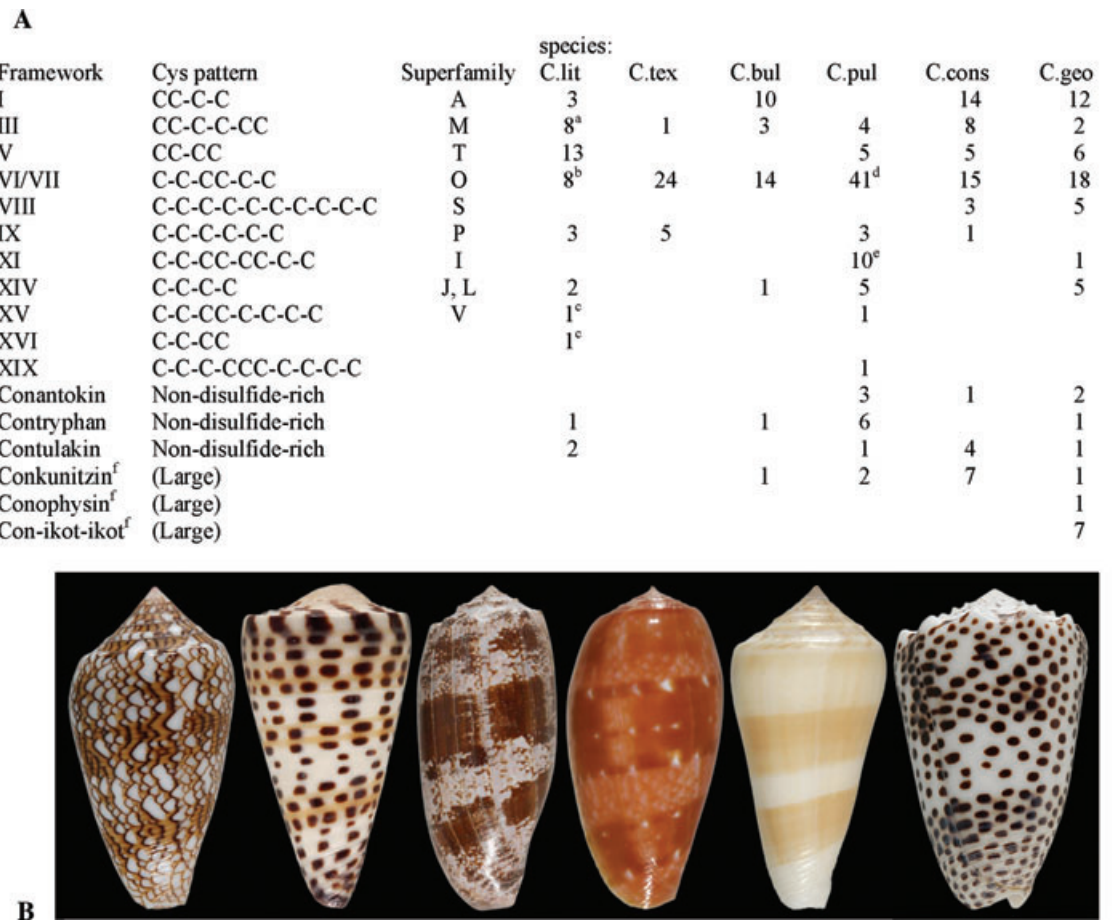 A
species:
Framework Cys pattern Superfamily C.lit C.tex C.bul C.pul C.cons C.geo
I CC-C-C A 3 10 14 12
III CC-C-C-CC M 8ᵃ 1 3 4 8 2
V CC-CC T 13 5 5 6
VI/VII C-C-CC-C-C O 8ᵇ 24 14 41ᵈ 15 18
VIII C-C-C-C-C-C-C-C-C-C S 3 5
IX C-C-C-C-C-C P 3 5 3 1
XI C-C-CC-CC-C-C I 10ᵉ 1
XIV C-C-C-C J, L 2 1 5 5
XV C-C-CC-C-C-C-C V 1ᶜ 1
XVI C-C-CC 1ᶜ
XIX C-C-C-CCC-C-C-C-C 1
Conantokin Non-disulfide-rich 3 1 2
Contryphan Non-disulfide-rich 1 1 6 1
Contulakin Non-disulfide-rich 2 1 4 1
Conkunitzinᶠ (Large) 1 2 7 1
Conophysinᶠ (Large) 1
Con-ikot-ikotᶠ (Large) 7
B